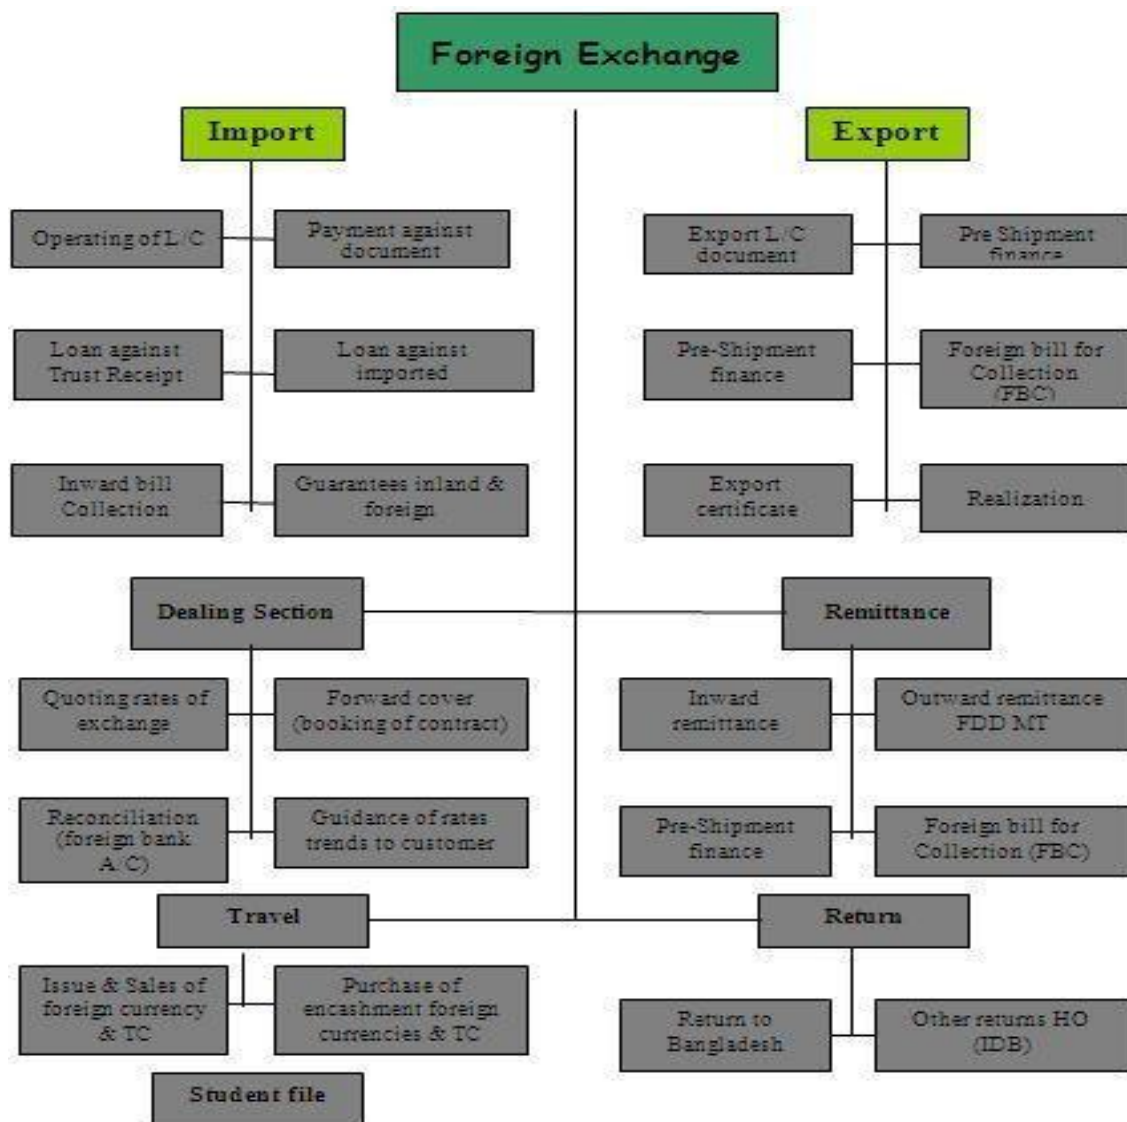 Foreign Exchange
Import
Export
Operating of L/C
Payment against
document
Export L/C
document
Pre Shipment
finance
Loan against
Trust Receipt
Loan against
imported
Pre-Shipment
finance
Foreign bill for
Collection
(FBC)
Inward bill
Collection
Guarantees inland &
foreign
Export
certificate
Realization
Dealing Section
Remittance
Quoting rates of
exchange
Forward cover
(booking of contract)
Inward
remittance
Outward remittance
FDD MT
Reconciliation
(foreign bank
A/C)
Guidance of rates
trends to customer
Pre-Shipment
finance
Foreign bill for
Collection (FBC)
Travel
Return
Issue & Sales of
foreign currency
& TC
Purchase of
encashment foreign
currencies & TC
Return to
Bangladesh
Other returns HO
(IDB)
Student file